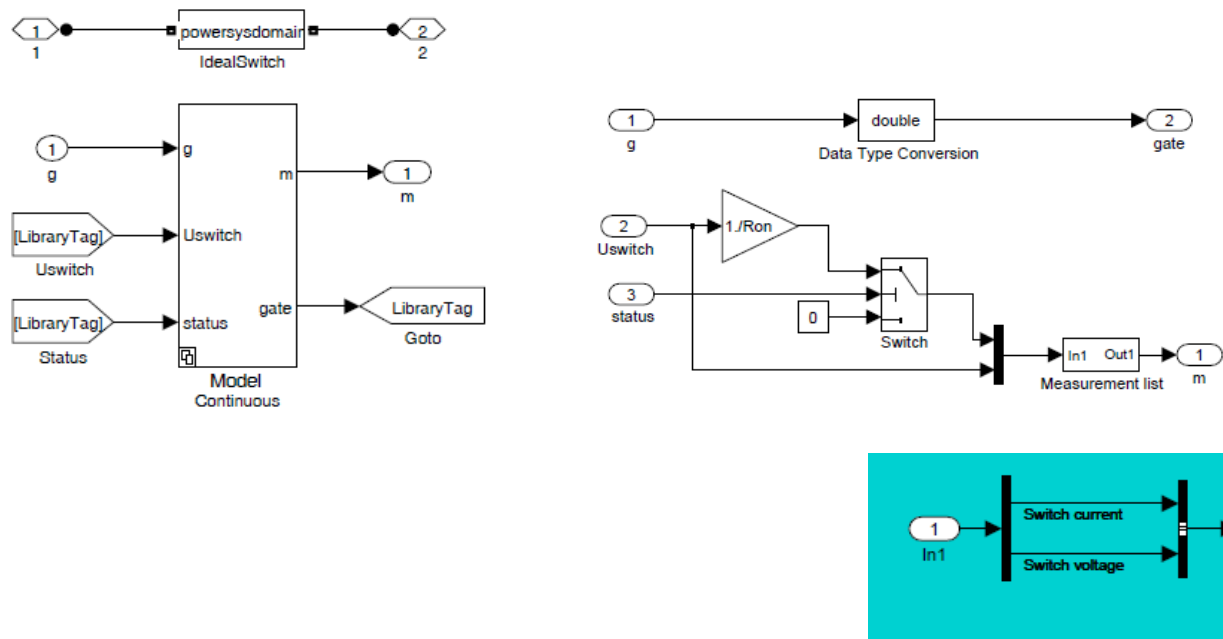 1
1
powersysdomain
IdealSwitch
2
2
1
g
[LibraryTag]
Uswitch
[LibraryTag]
Status
g
Uswitch
status
m
gate
Model
Continuous
1
m
LibraryTag
Goto
1
g
double
Data Type Conversion
2
gate
2
Uswitch
1./Ron
3
status
0
Switch
In1 Out1
Measurement list
1
m
1
In1
Switch current
Switch voltage